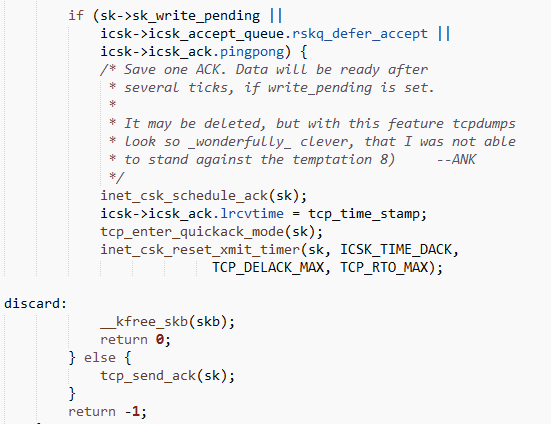 if (sk->sk_write_pending ||
icsk->icsk_accept_queue.rskq_defer_accept ||
icsk->icsk_ack.pingpong) {
/* Save one ACK. Data will be ready after
* several ticks, if write_pending is set.
*
* It may be deleted, but with this feature tcpdumps
* look so _wonderfully_ clever, that I was not able
* to stand against the temptation 8)     --ANK
*/
inet_csk_schedule_ack(sk);
icsk->icsk_ack.lrcvtime = tcp_time_stamp;
tcp_enter_quickack_mode(sk);
inet_csk_reset_xmit_timer(sk, ICSK_TIME_DACK,
TCP_DELACK_MAX, TCP_RTO_MAX);
discard:
__kfree_skb(skb);
return 0;
} else {
tcp_send_ack(sk);
}
return -1;